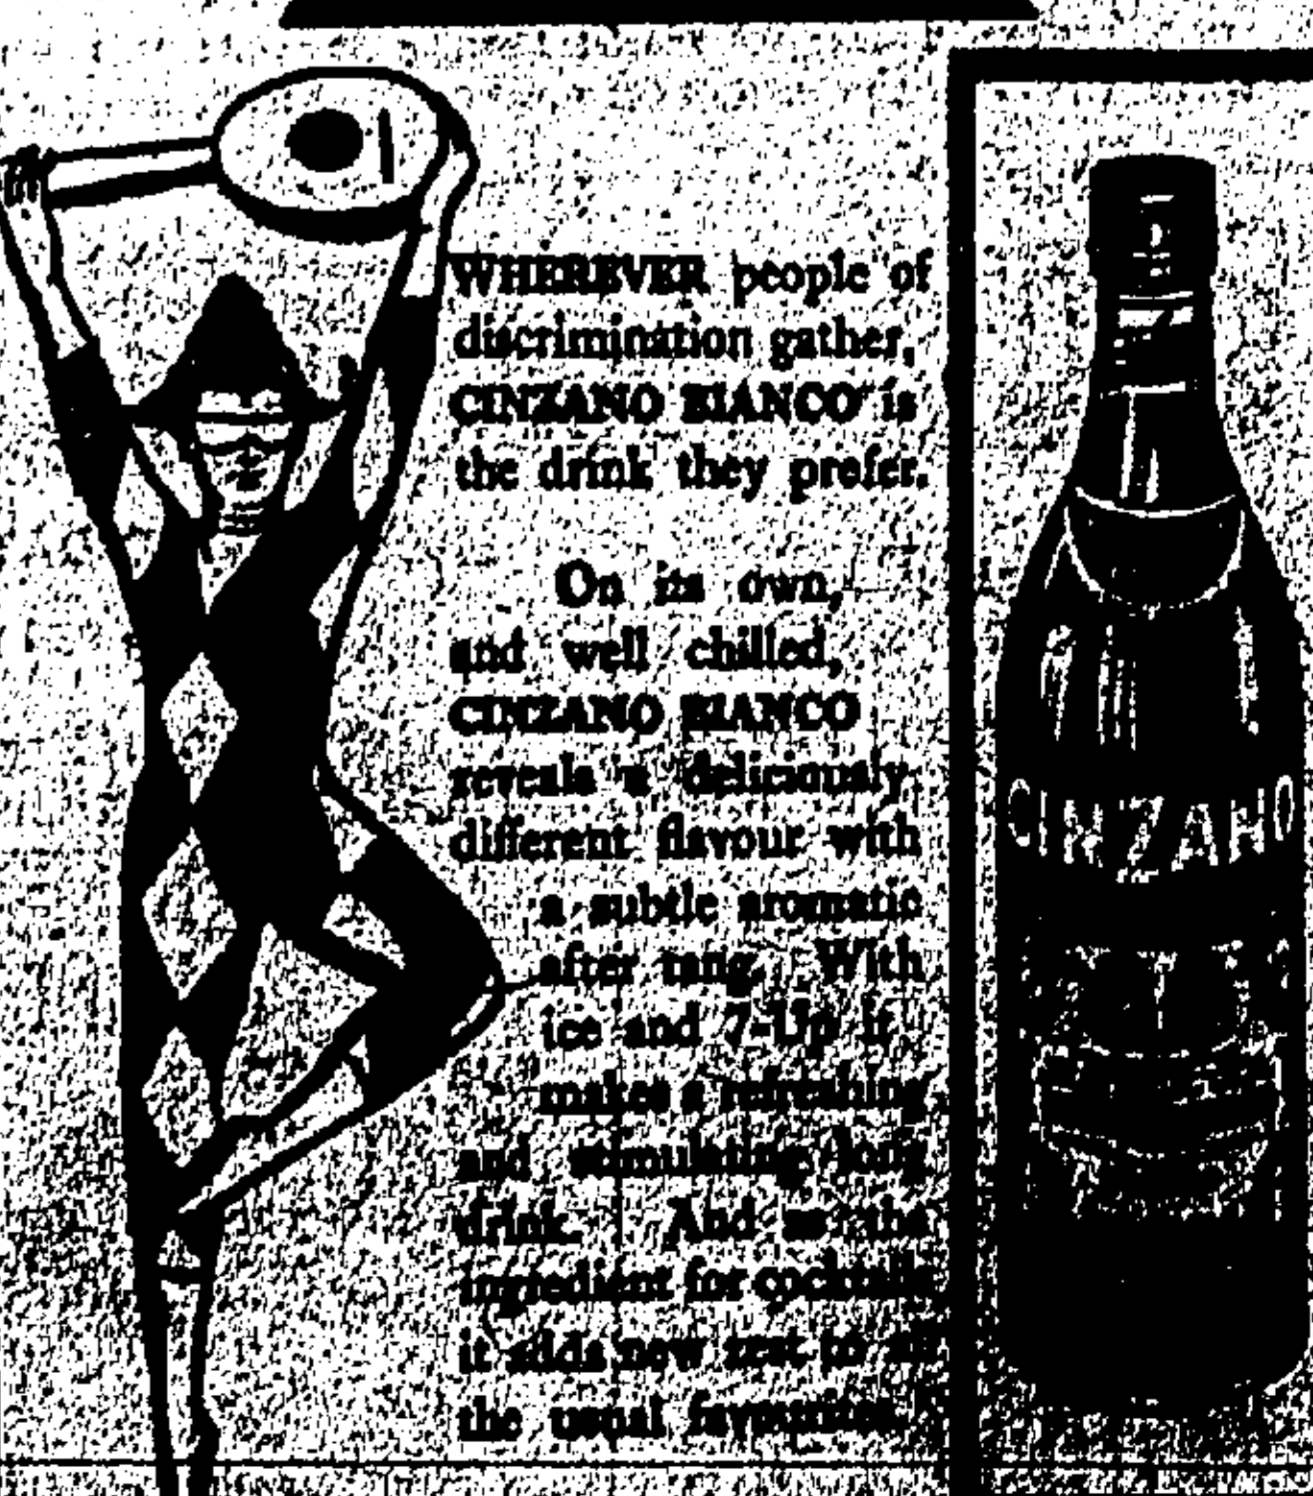 WHEREVER people of
discrimination gather,
CINZANO BIANCO is
the drink they prefer.
On its own,
and well chilled,
CINZANO BIANCO
reveals a deliciously
different flavour with
a subtle aromatic
after tang. With
ice and 7-Up it
makes a refreshing
and stimulating long
drink. And as the
ingredient for cocktails
it adds new zest to all
the usual favourites.
CINZANO